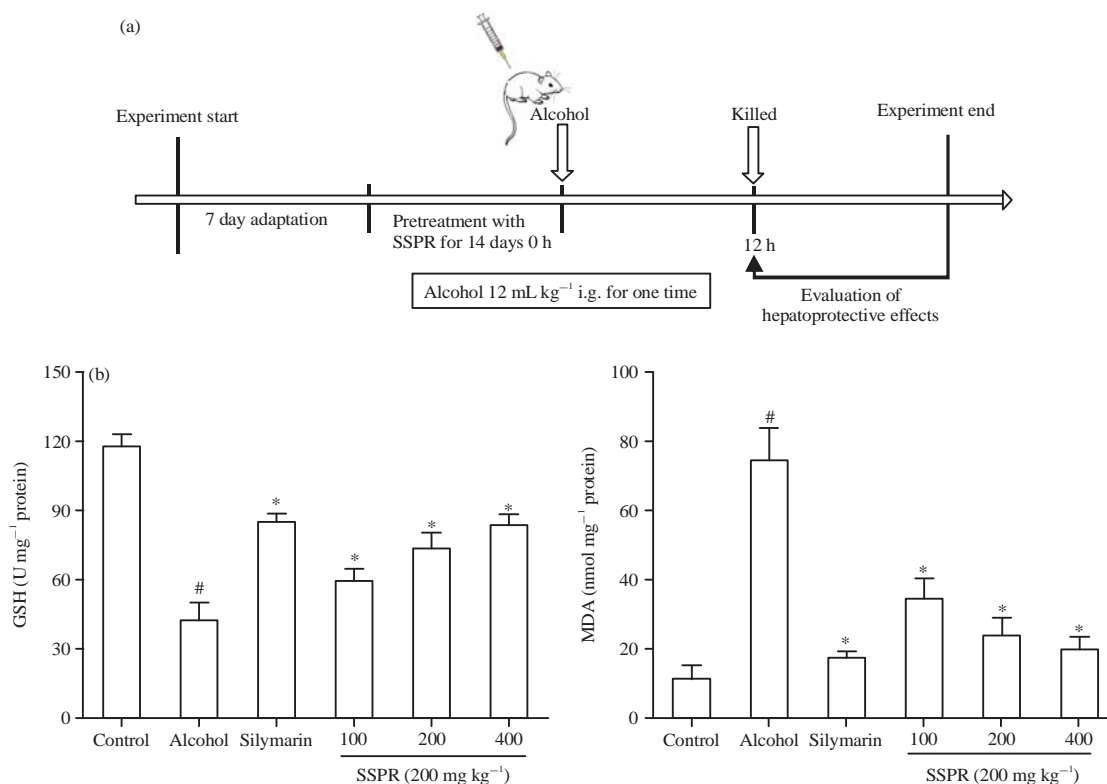 (a)
Experiment start
Alcohol
Killed
Experiment end
7 day adaptation
Pretreatment with
SSPR for 14 days 0 h
12 h
Alcohol 12 mL kg⁻¹ i.g. for one time
Evaluation of
hepatoprotective effects
(b)
150
120
90
60
30
0
GSH (U mg⁻¹ protein)
#
*
*
*
*
Control Alcohol Silymarin 100 200 400
SSPR (200 mg kg⁻¹)
100
80
60
40
20
0
MDA (nmol mg⁻¹ protein)
#
*
*
*
*
Control Alcohol Silymarin 100 200 400
SSPR (200 mg kg⁻¹)